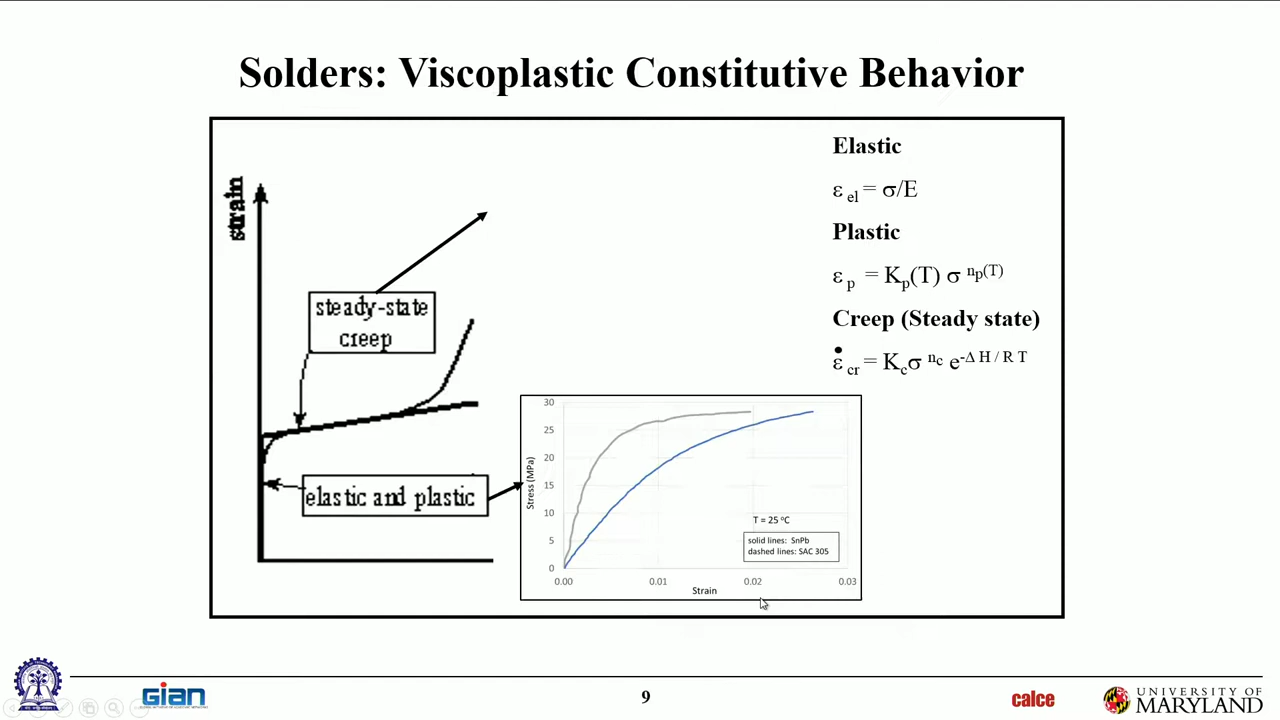 Solders: Viscoplastic Constitutive Behavior
strain
steady-state
creep
elastic and plastic
Elastic
ε el = σ/E
Plastic
ε p = Kp(T) σ np(T)
Creep (Steady state)
ε̇ cr = Kcσ nc e-Δ H / R T
30
25
20
15
10
5
0
Stress (MPa)
T = 25 °C
solid lines: SnPb
dashed lines: SAC 305
0.00 0.01 0.02 0.03
Strain
GIAN
9
calce
UNIVERSITY OF
MARYLAND